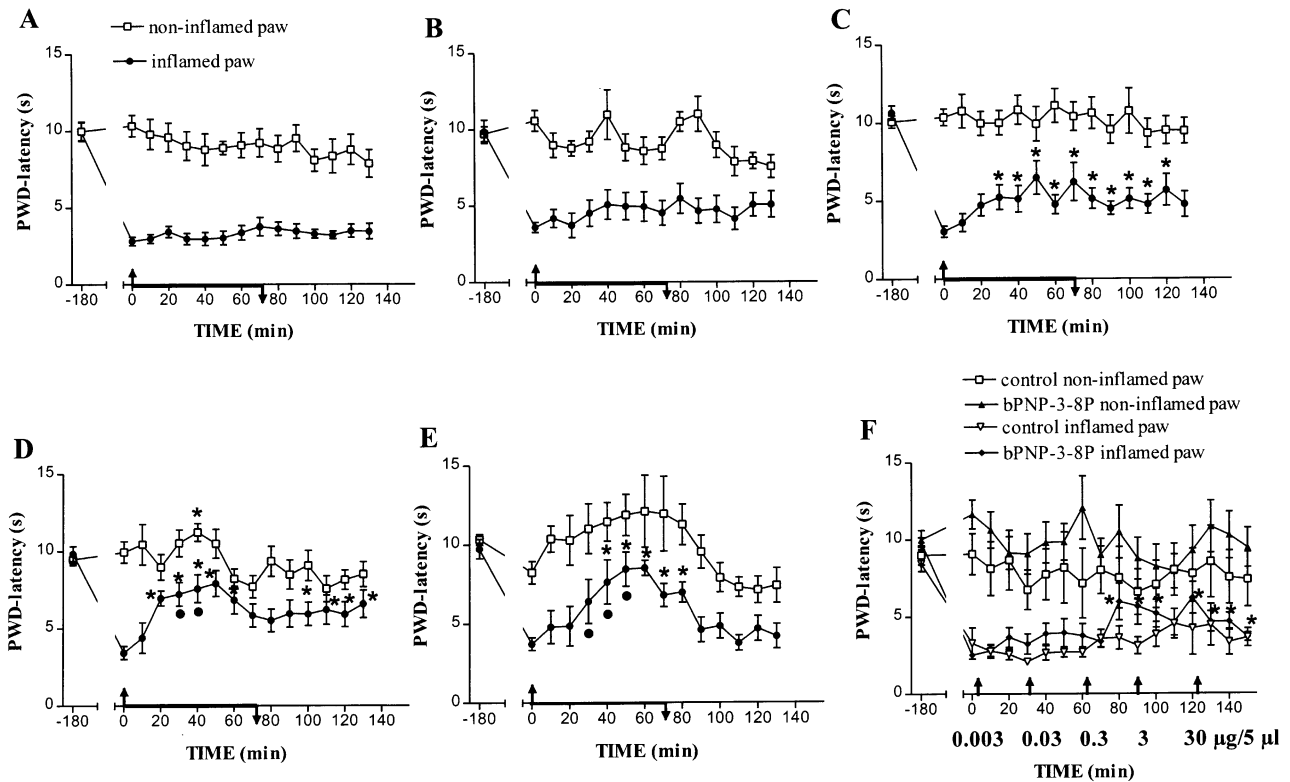 A
non-inflamed paw
inflamed paw
15
10
5
0
PWD-latency (s)
-180
0 20 40 60 80 100 120 140
TIME (min)
B
15
10
5
0
PWD-latency (s)
-180
0 20 40 60 80 100 120 140
TIME (min)
C
15
10
5
0
PWD-latency (s)
* * * * * * * * * *
-180
0 20 40 60 80 100 120 140
TIME (min)
D
15
10
5
0
PWD-latency (s)
-180
0 20 40 60 80 100 120 140
TIME (min)
E
15
10
5
0
PWD-latency (s)
-180
0 20 40 60 80 100 120 140
TIME (min)
control non-inflamed paw
bPNP-3-8P non-inflamed paw
control inflamed paw
bPNP-3-8P inflamed paw
F
15
10
5
0
PWD-latency (s)
-180
0 20 40 60 80 100 120 140
0.003 0.03 0.3 3 30 μg/5 μl
TIME (min)